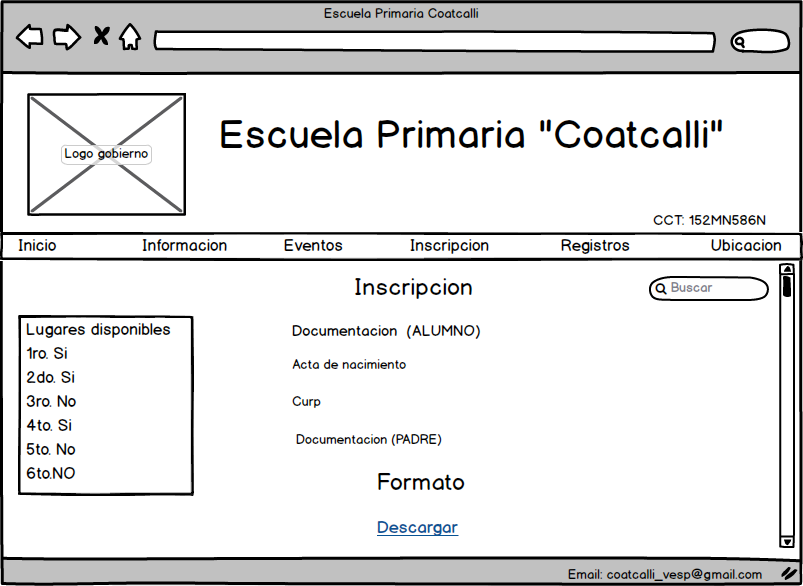 Escuela Primaria Coatcalli
Logo gobierno
Escuela Primaria "Coatcalli"
CCT: 152MN586N
Inicio Informacion Eventos Inscripcion Registros Ubicacion
Inscripcion
Buscar
Lugares disponibles
1ro. Si
2do. Si
3ro. No
4to. Si
5to. No
6to.NO
Documentacion (ALUMNO)
Acta de nacimiento
Curp
Documentacion (PADRE)
Formato
Descargar
Email: coatcalli_vesp@gmail.com